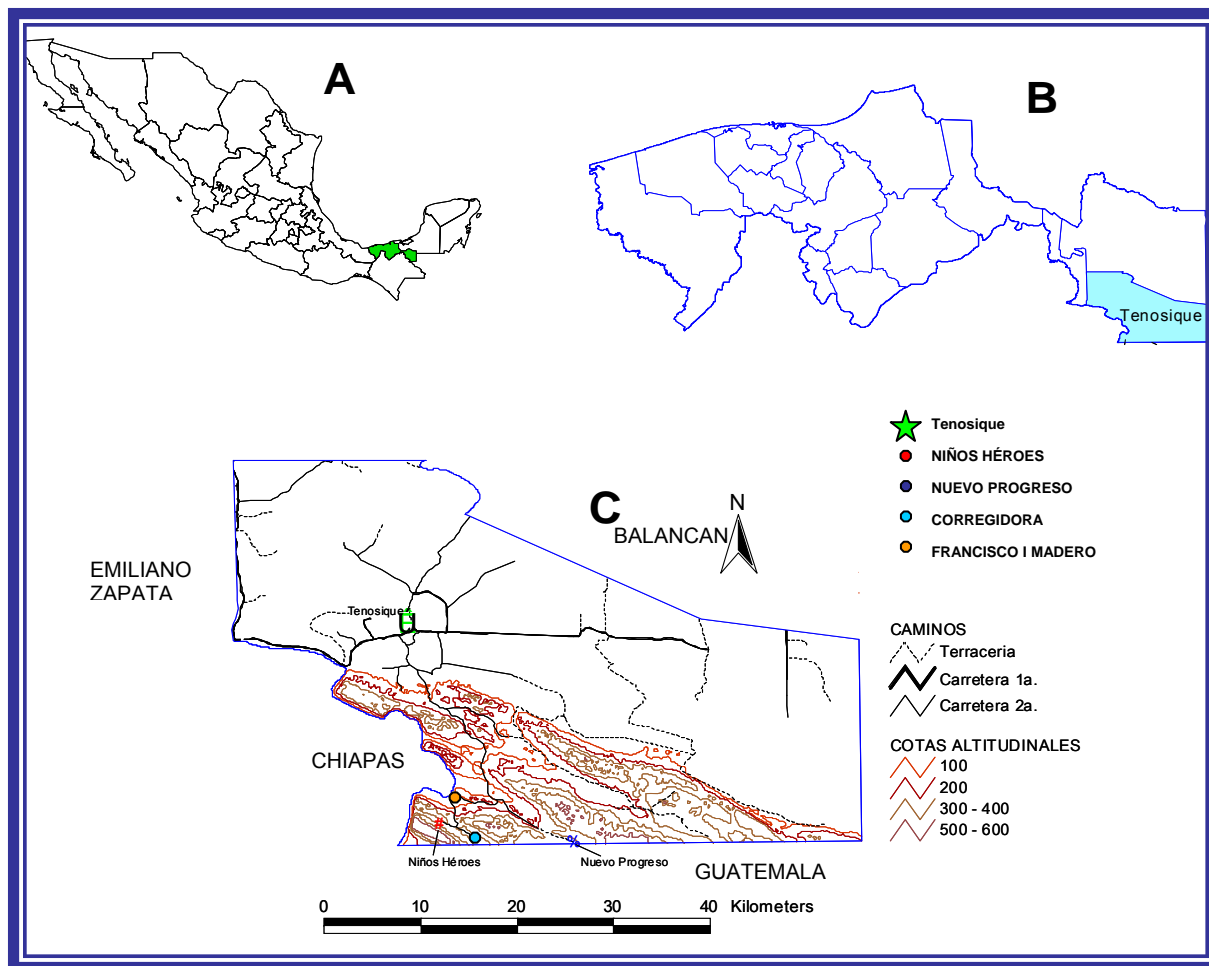 A
B
Tenosique
Tenosique
NIÑOS HÉROES
NUEVO PROGRESO
CORREGIDORA
FRANCISCO I MADERO
C
N
BALANCAN
EMILIANO
ZAPATA
Tenosique
CAMINOS
Terraceria
Carretera 1a.
Carretera 2a.
CHIAPAS
COTAS ALTITUDINALES
100
200
300 - 400
500 - 600
#
%
Niños Héroes
Nuevo Progreso
GUATEMALA
0 10 20 30 40 Kilometers